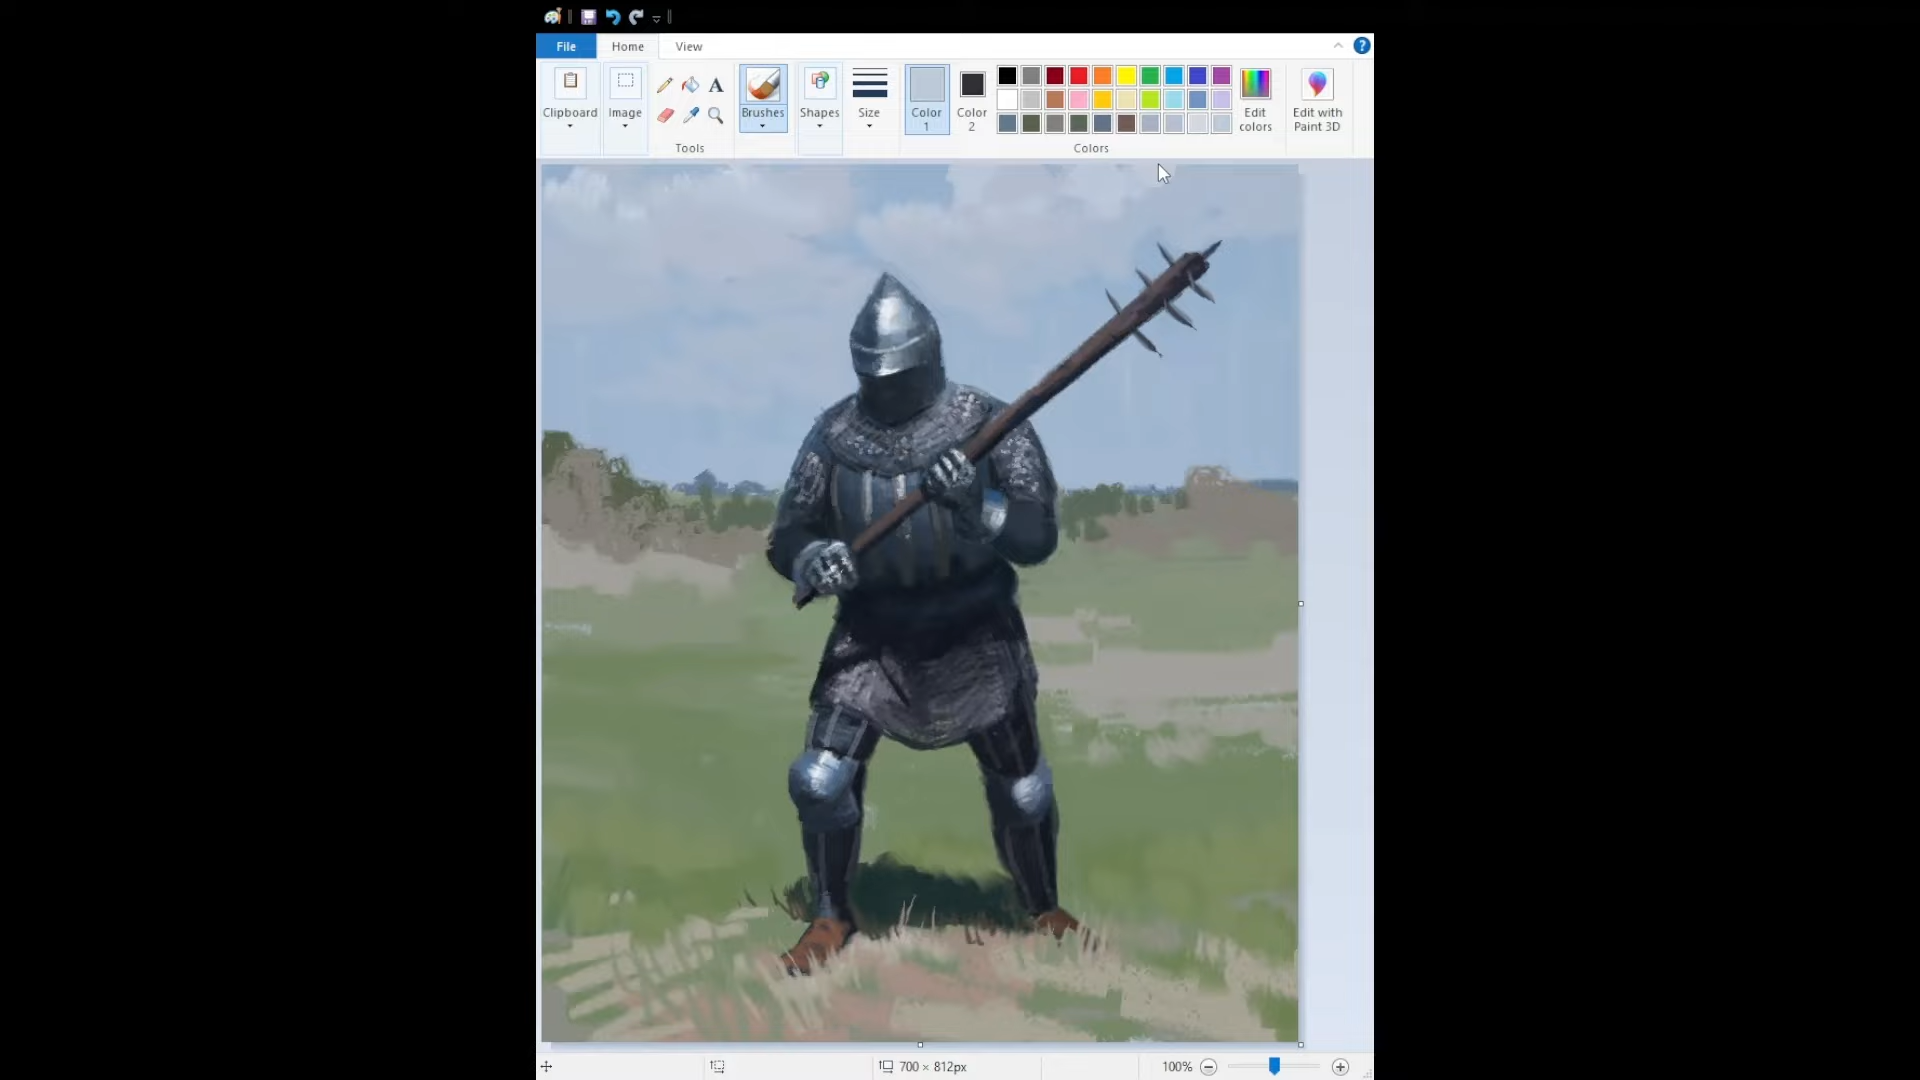 File Home View
Clipboard Image A Brushes Shapes Size Color 1 Color 2 Edit colors Edit with Paint 3D
Tools Colors
700 × 812px 100%